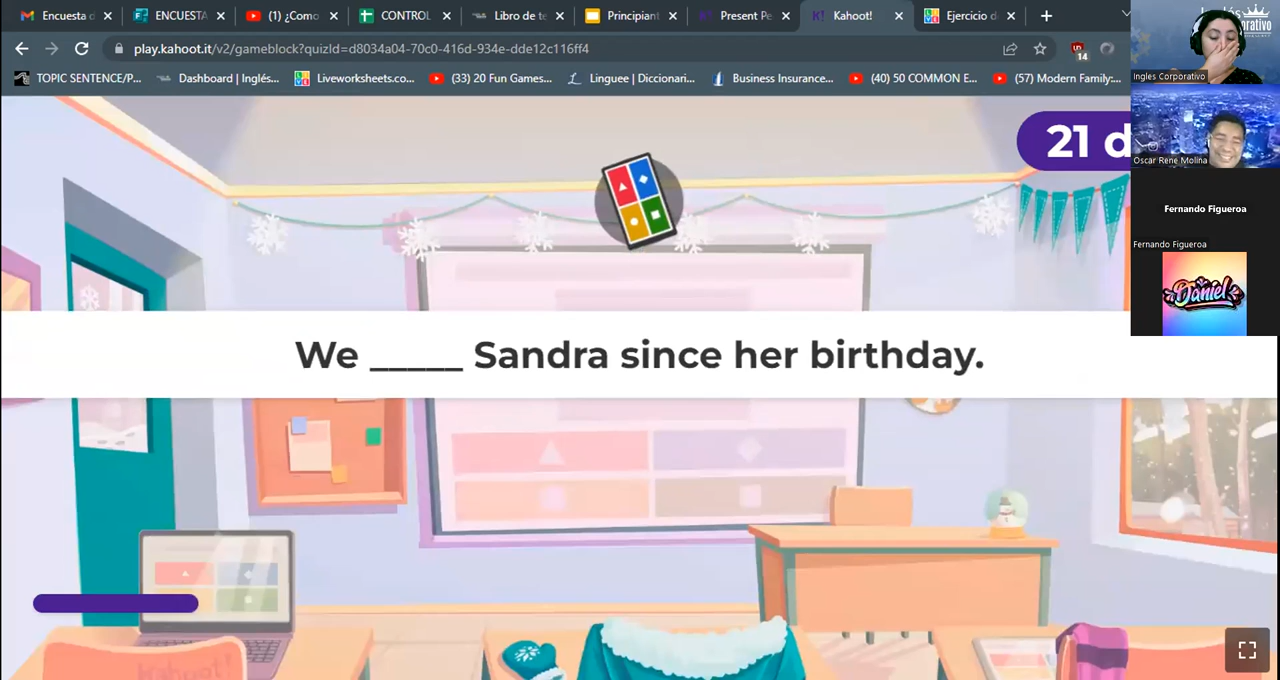 Encuesta d
ENCUESTA
(1) ¿Como
CONTROL
Libro de te
Principiant
Present Pe
Kahoot!
Ejercicio d
play.kahoot.it/v2/gameblock?quizId=d8034a04-70c0-416d-934e-dde12c116ff4
14
TOPIC SENTENCE/P...
Dashboard | Inglés...
Liveworksheets.co...
(33) 20 Fun Games...
Linguee | Diccionari...
Business Insurance...
(40) 50 COMMON E...
(57) Modern Family:...
Ingles Corporativo
21 d
Oscar Rene Molina
Fernando Figueroa
Fernando Figueroa
Daniel
We _____ Sandra since her birthday.
Kahoot!